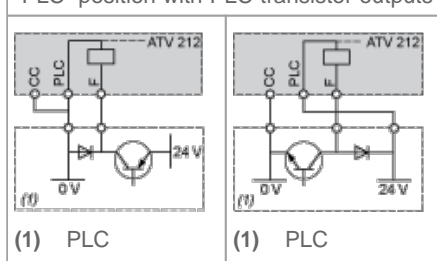 "PLC" position with PLC transistor outputs
ATV 212
CC
PLC
F
0 V
24 V
(1)
ATV 212
CC
PLC
F
0 V
24 V
(1)
(1) PLC
(1) PLC